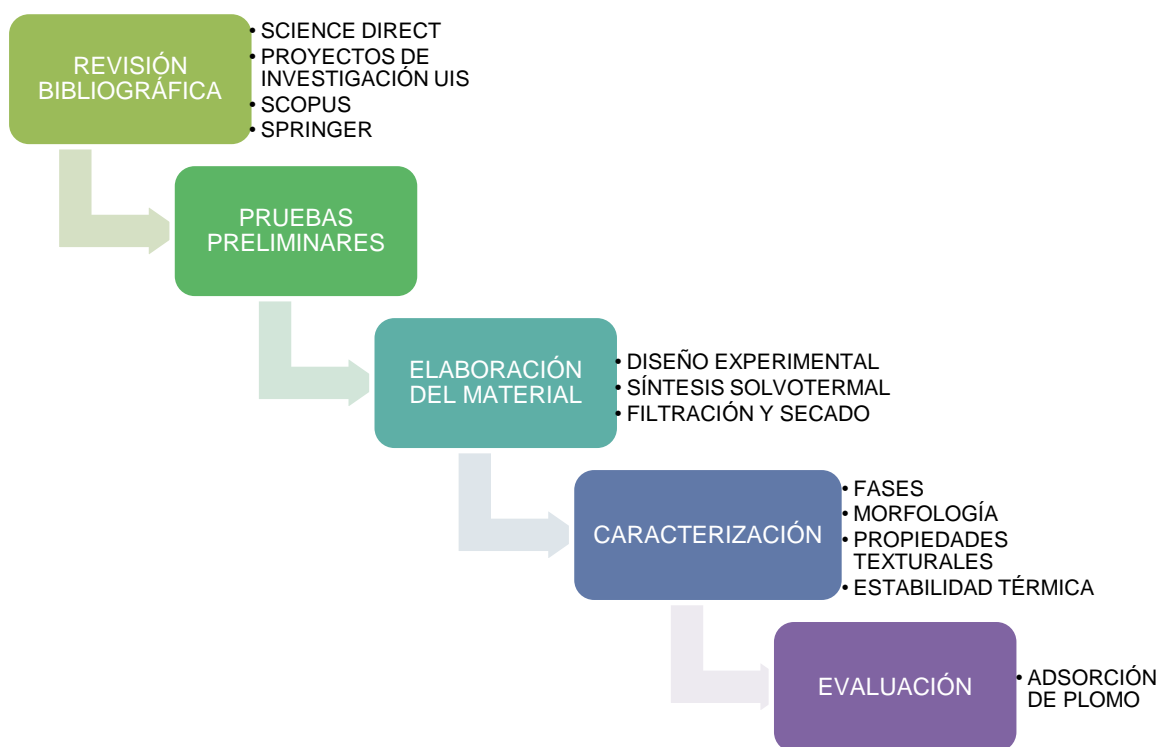 REVISIÓN
BIBLIOGRÁFICA
• SCIENCE DIRECT
• PROYECTOS DE
INVESTIGACIÓN UIS
• SCOPUS
• SPRINGER
PRUEBAS
PRELIMINARES
ELABORACIÓN
DEL MATERIAL
• DISEÑO EXPERIMENTAL
• SÍNTESIS SOLVOTERMAL
• FILTRACIÓN Y SECADO
CARACTERIZACIÓN
• FASES
• MORFOLOGÍA
• PROPIEDADES
TEXTURALES
• ESTABILIDAD TÉRMICA
EVALUACIÓN
• ADSORCIÓN
DE PLOMO